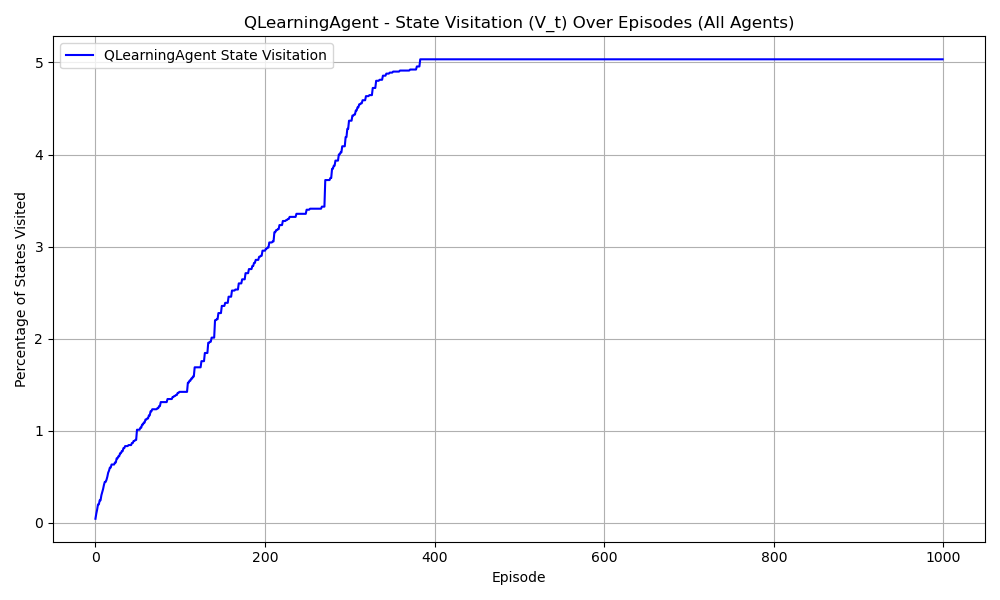 QLearningAgent - State Visitation (V_t) Over Episodes (All Agents)
QLearningAgent State Visitation
Percentage of States Visited
5
4
3
2
1
0
0 200 400 600 800 1000
Episode